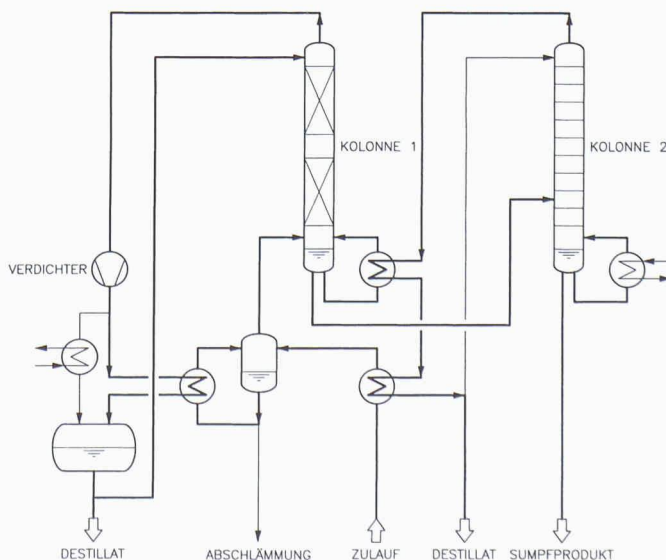 KOLONNE 1
KOLONNE 2
VERDICHTER
DESTILLAT
ABSCHLÄMMUNG
ZULAUF
DESTILLAT
SUMPFPRODUKT